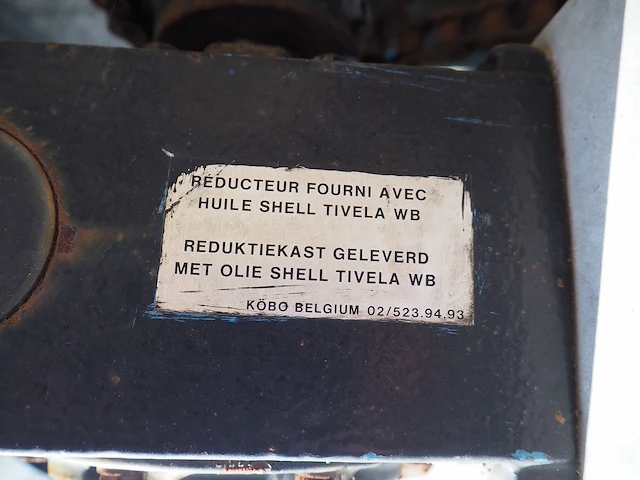 REDUCTEUR FOURNI AVEC
HUILE SHELL TIVELA WB
REDUKTIEKAST GELEVERD
MET OLIE SHELL TIVELA WB
KÖBO BELGIUM 02/523.94.93